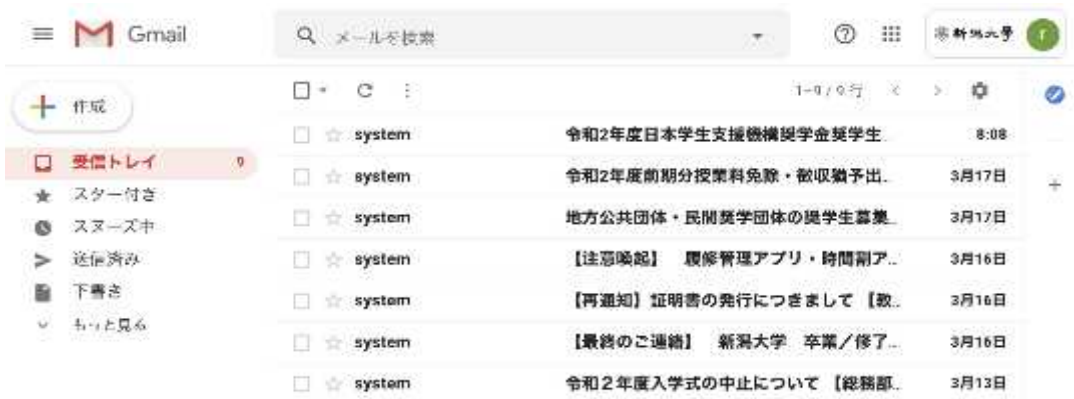 Gmail
メールを検索
新潟大学
r
作成
1-9 / 9 行
受信トレイ 9
スター付き
スヌーズ中
送信済み
下書き
もっと見る
system 令和2年度日本学生支援機構奨学金奨学生... 8:08
system 令和2年度前期分授業料免除・徴収猶予出... 3月17日
system 地方公共団体・民間奨学団体の奨学生募集... 3月17日
system 【注意喚起】 履修管理アプリ・時間割ア... 3月16日
system 【再通知】証明書の発行につきまして 【教... 3月16日
system 【最終のご連絡】 新潟大学 卒業／修了... 3月16日
system 令和２年度入学式の中止について 【総務部... 3月13日